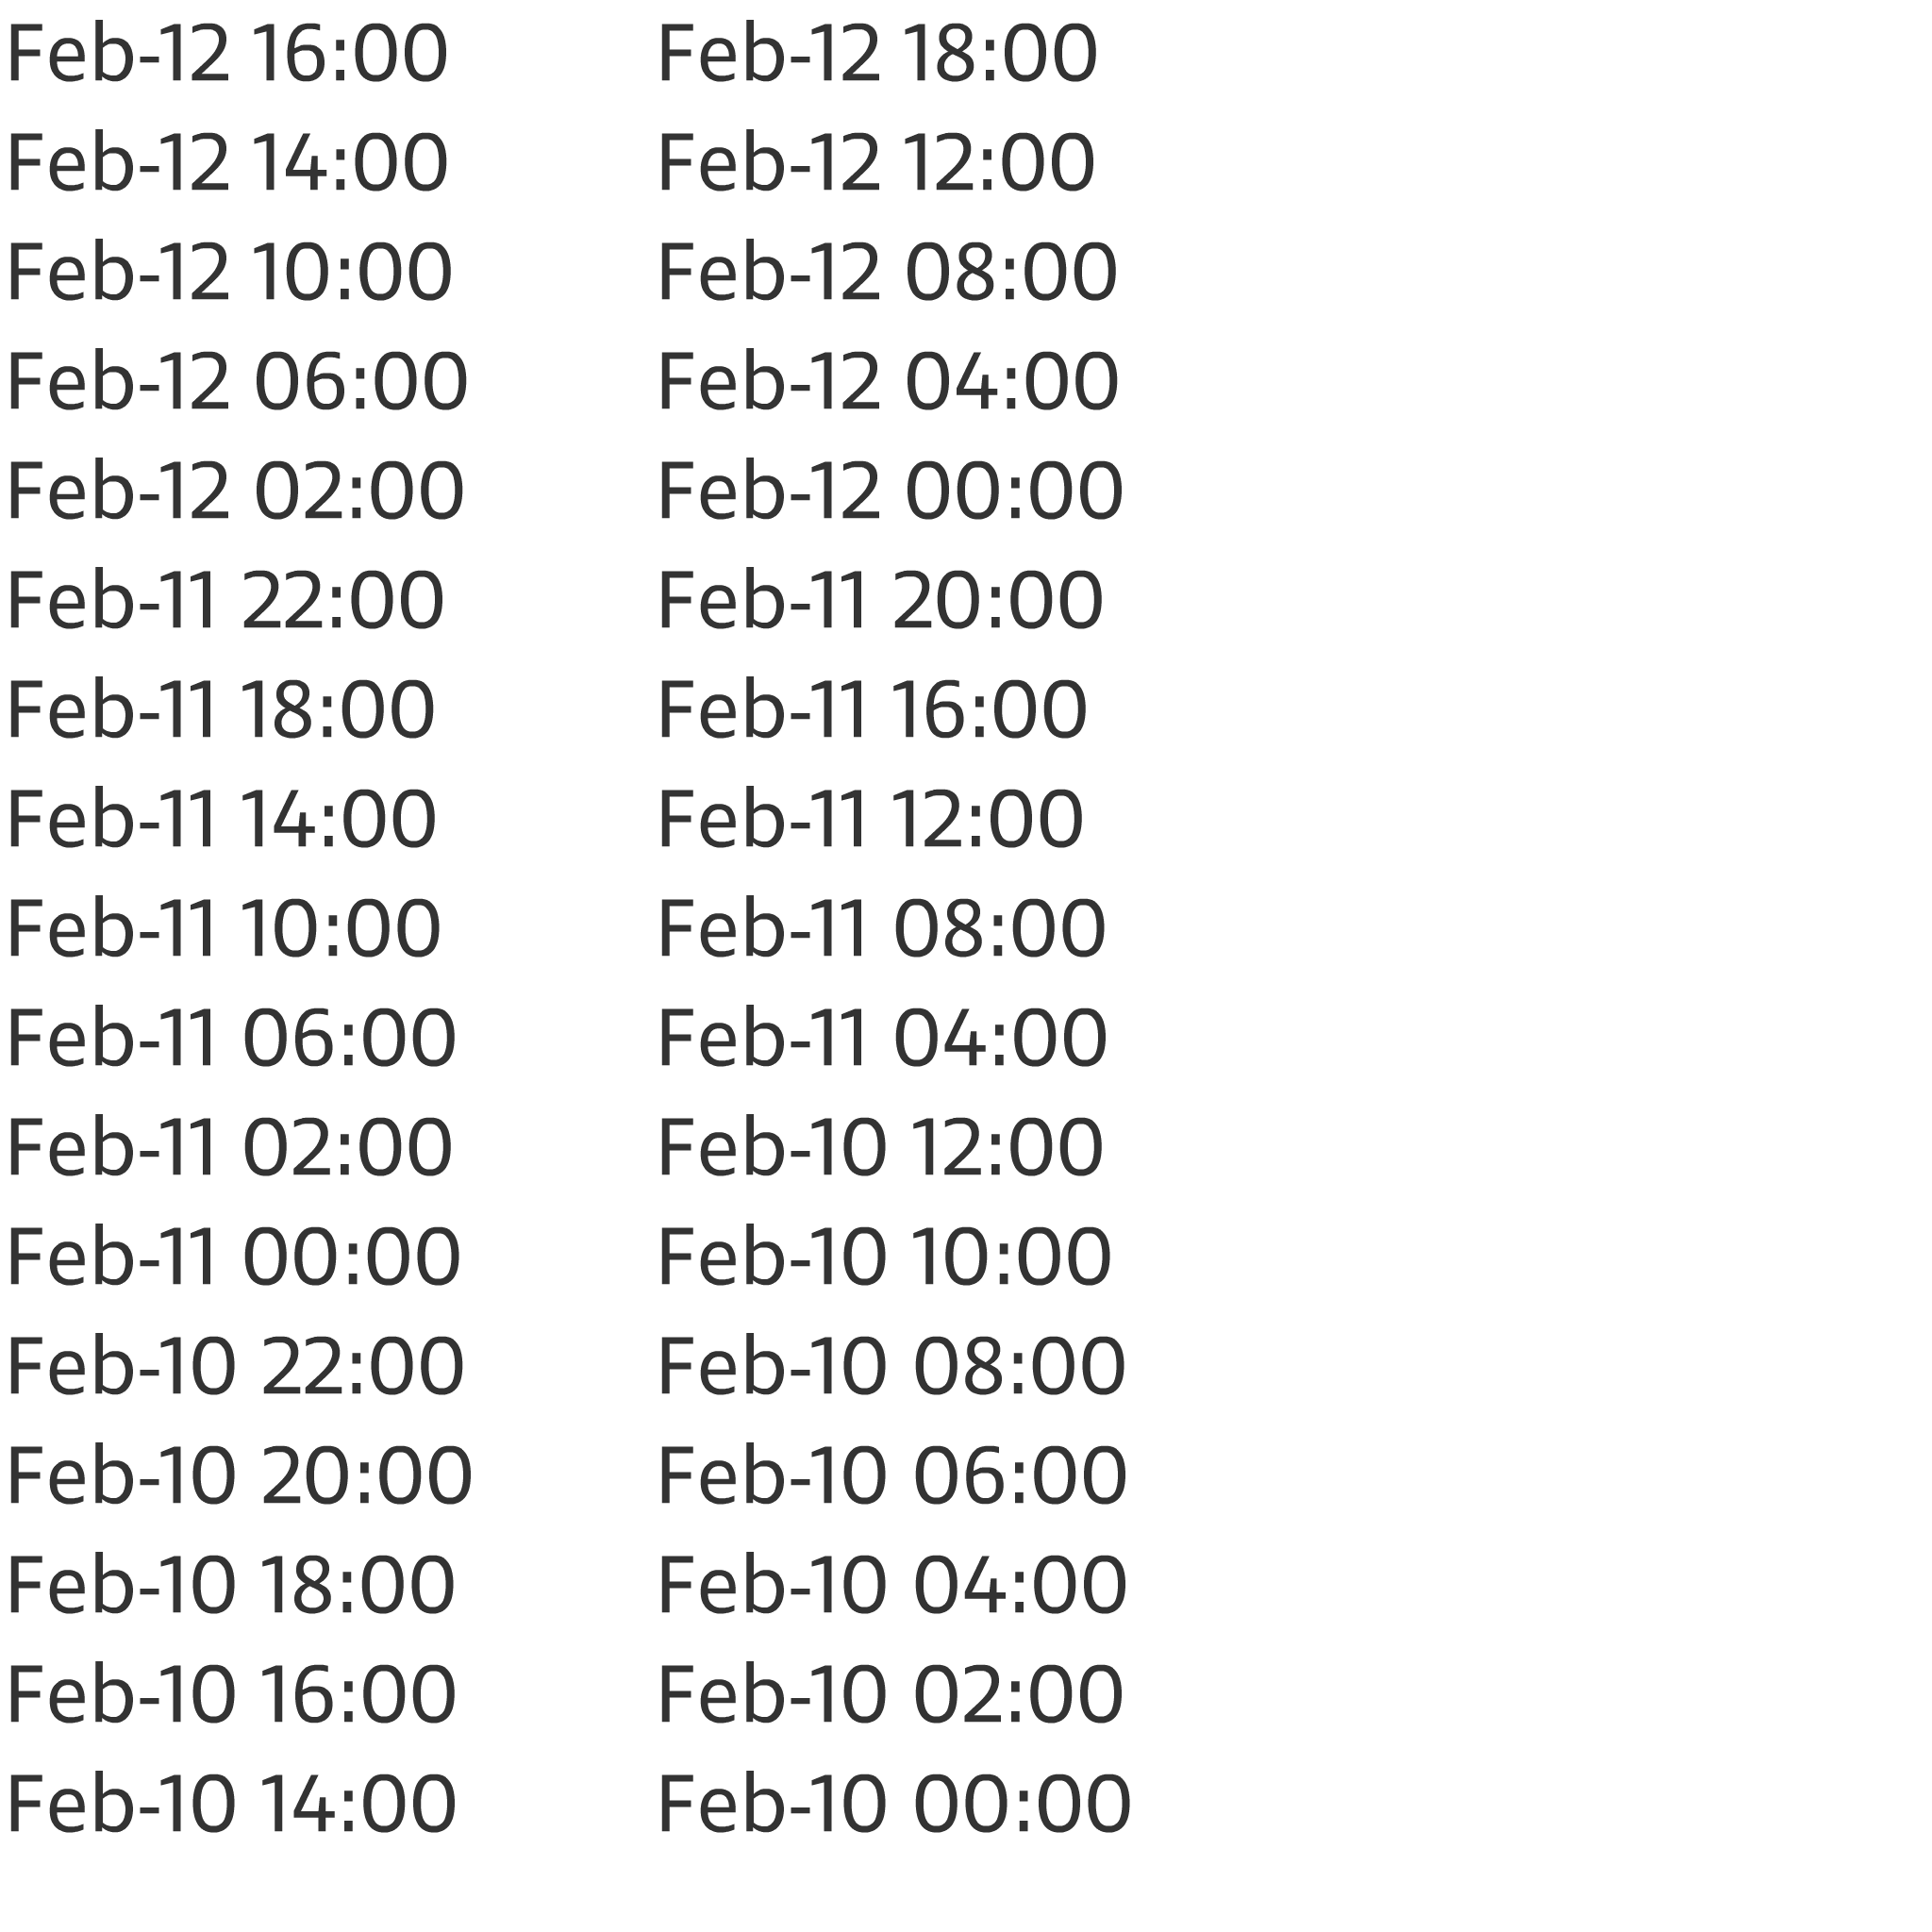 Feb-12 16:00 Feb-12 18:00
Feb-12 14:00 Feb-12 12:00
Feb-12 10:00 Feb-12 08:00
Feb-12 06:00 Feb-12 04:00
Feb-12 02:00 Feb-12 00:00
Feb-11 22:00 Feb-11 20:00
Feb-11 18:00 Feb-11 16:00
Feb-11 14:00 Feb-11 12:00
Feb-11 10:00 Feb-11 08:00
Feb-11 06:00 Feb-11 04:00
Feb-11 02:00 Feb-10 12:00
Feb-11 00:00 Feb-10 10:00
Feb-10 22:00 Feb-10 08:00
Feb-10 20:00 Feb-10 06:00
Feb-10 18:00 Feb-10 04:00
Feb-10 16:00 Feb-10 02:00
Feb-10 14:00 Feb-10 00:00